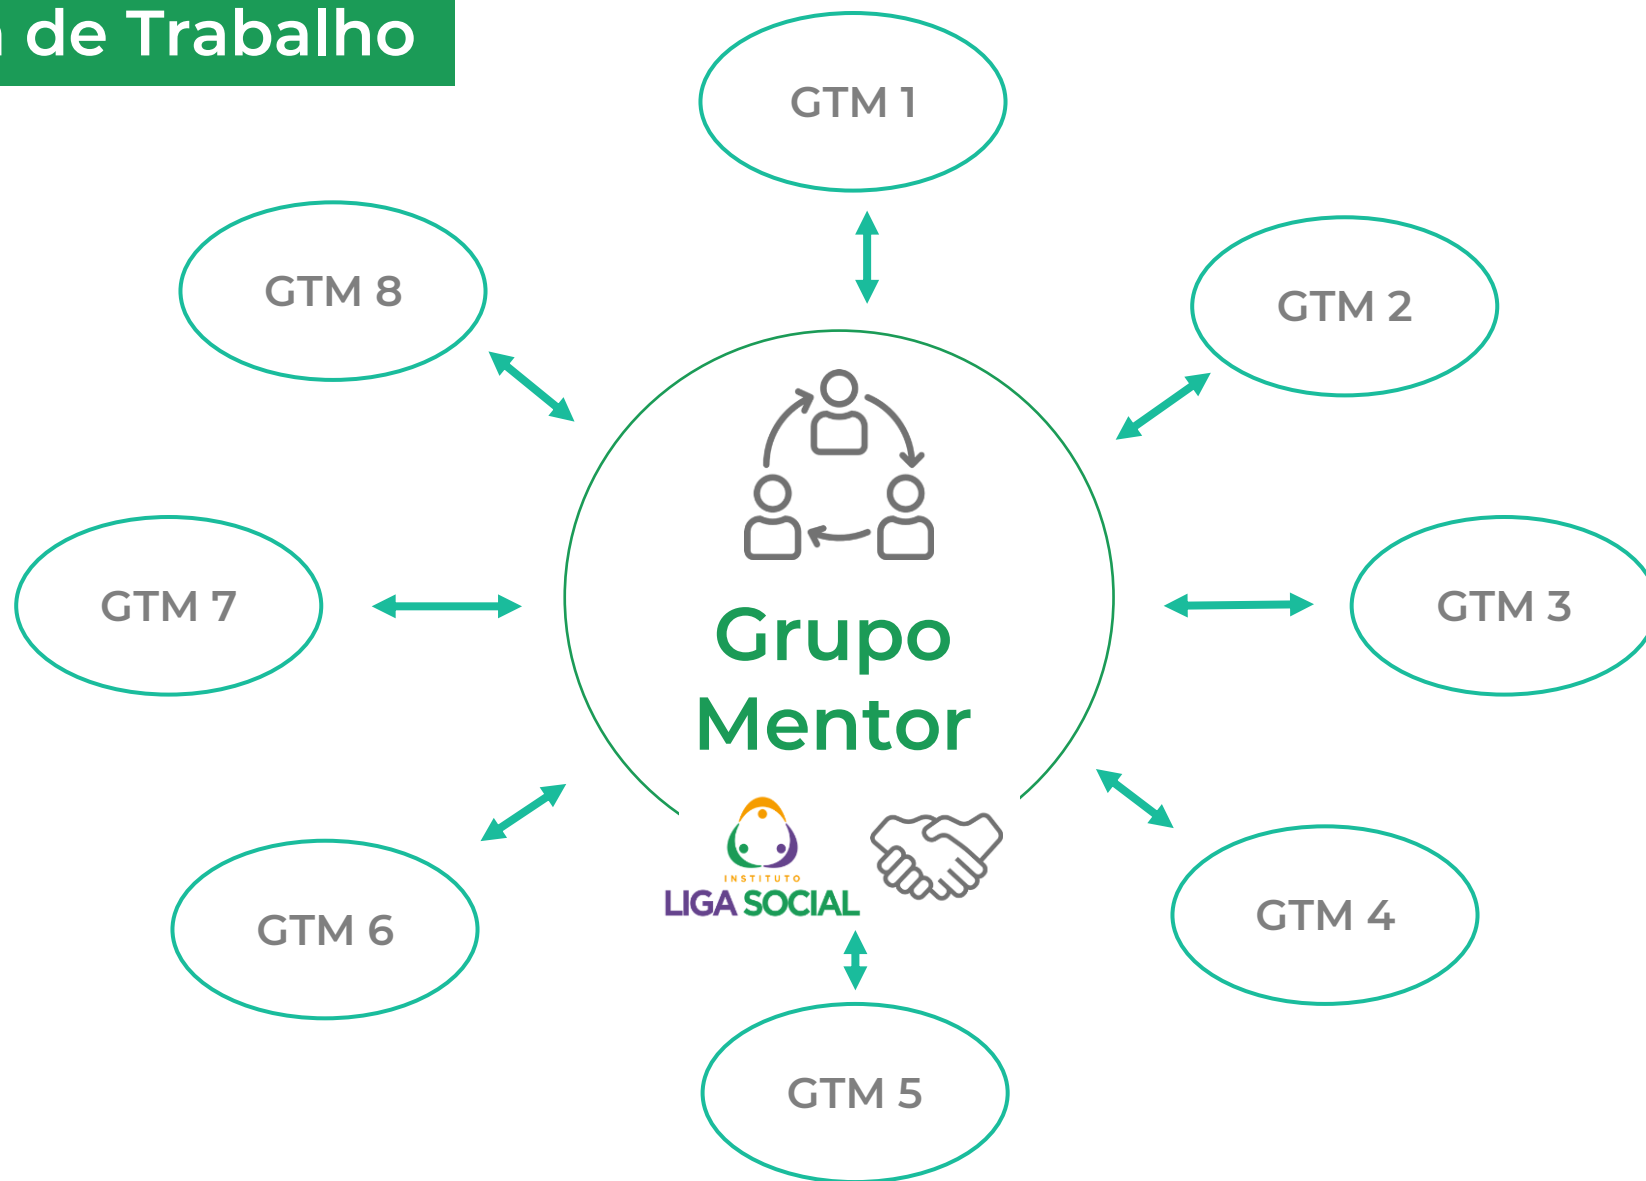 de Trabalho
GTM 1
GTM 8
GTM 2
GTM 7
GTM 3
Grupo
Mentor
INSTITUTO
LIGA SOCIAL
GTM 6
GTM 4
GTM 5